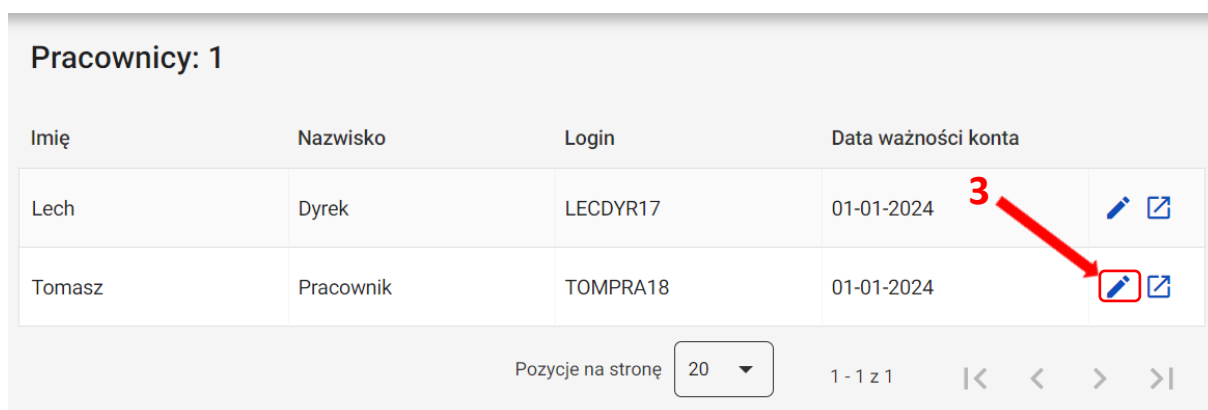 Pracownicy: 1
Imię Nazwisko Login Data ważności konta
3
Lech Dyrek LECDYR17 01-01-2024
Tomasz Pracownik TOMPRA18 01-01-2024
Pozycje na stronę 20 1 - 1 z 1